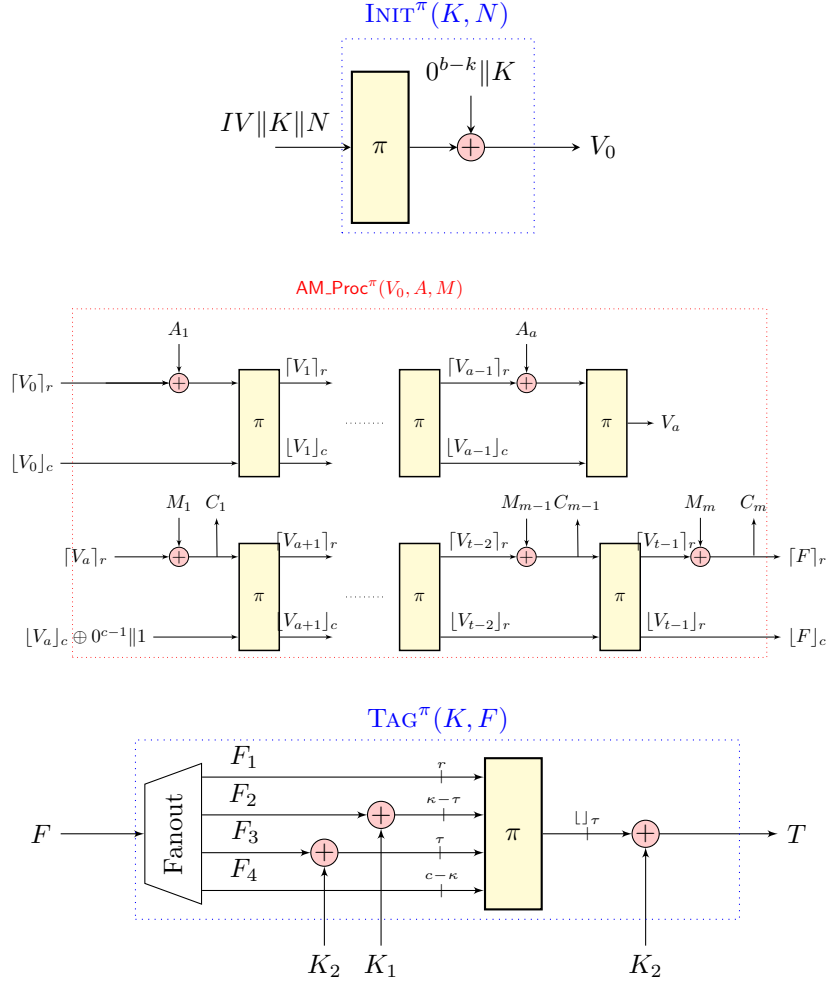 INIT^π(K, N)
0^{b−k}‖K
IV‖K‖N
π
+
V_0
AM_Proc^π(V_0, A, M)
A_1
A_a
⌈V_0⌉_r
+
⌈V_1⌉_r
⌈V_{a−1}⌉_r
+
π
........
π
π
V_a
⌊V_0⌋_c
⌊V_1⌋_c
⌊V_{a−1}⌋_c
M_1
C_1
M_{m−1}
C_{m−1}
M_m
C_m
⌈V_a⌉_r
+
⌈V_{a+1}⌉_r
⌈V_{t−2}⌉_r
+
⌈V_{t−1}⌉_r
+
⌈F⌉_r
π
........
π
π
⌊V_a⌋_c ⊕ 0^{c−1}‖1
⌊V_{a+1}⌋_c
⌊V_{t−2}⌋_r
⌊V_{t−1}⌋_r
⌊F⌋_c
TAG^π(K, F)
F
Fanout
F_1
r
F_2
+
κ−τ
F_3
+
τ
F_4
c−κ
π
⌊⌋τ
+
T
K_2
K_1
K_2